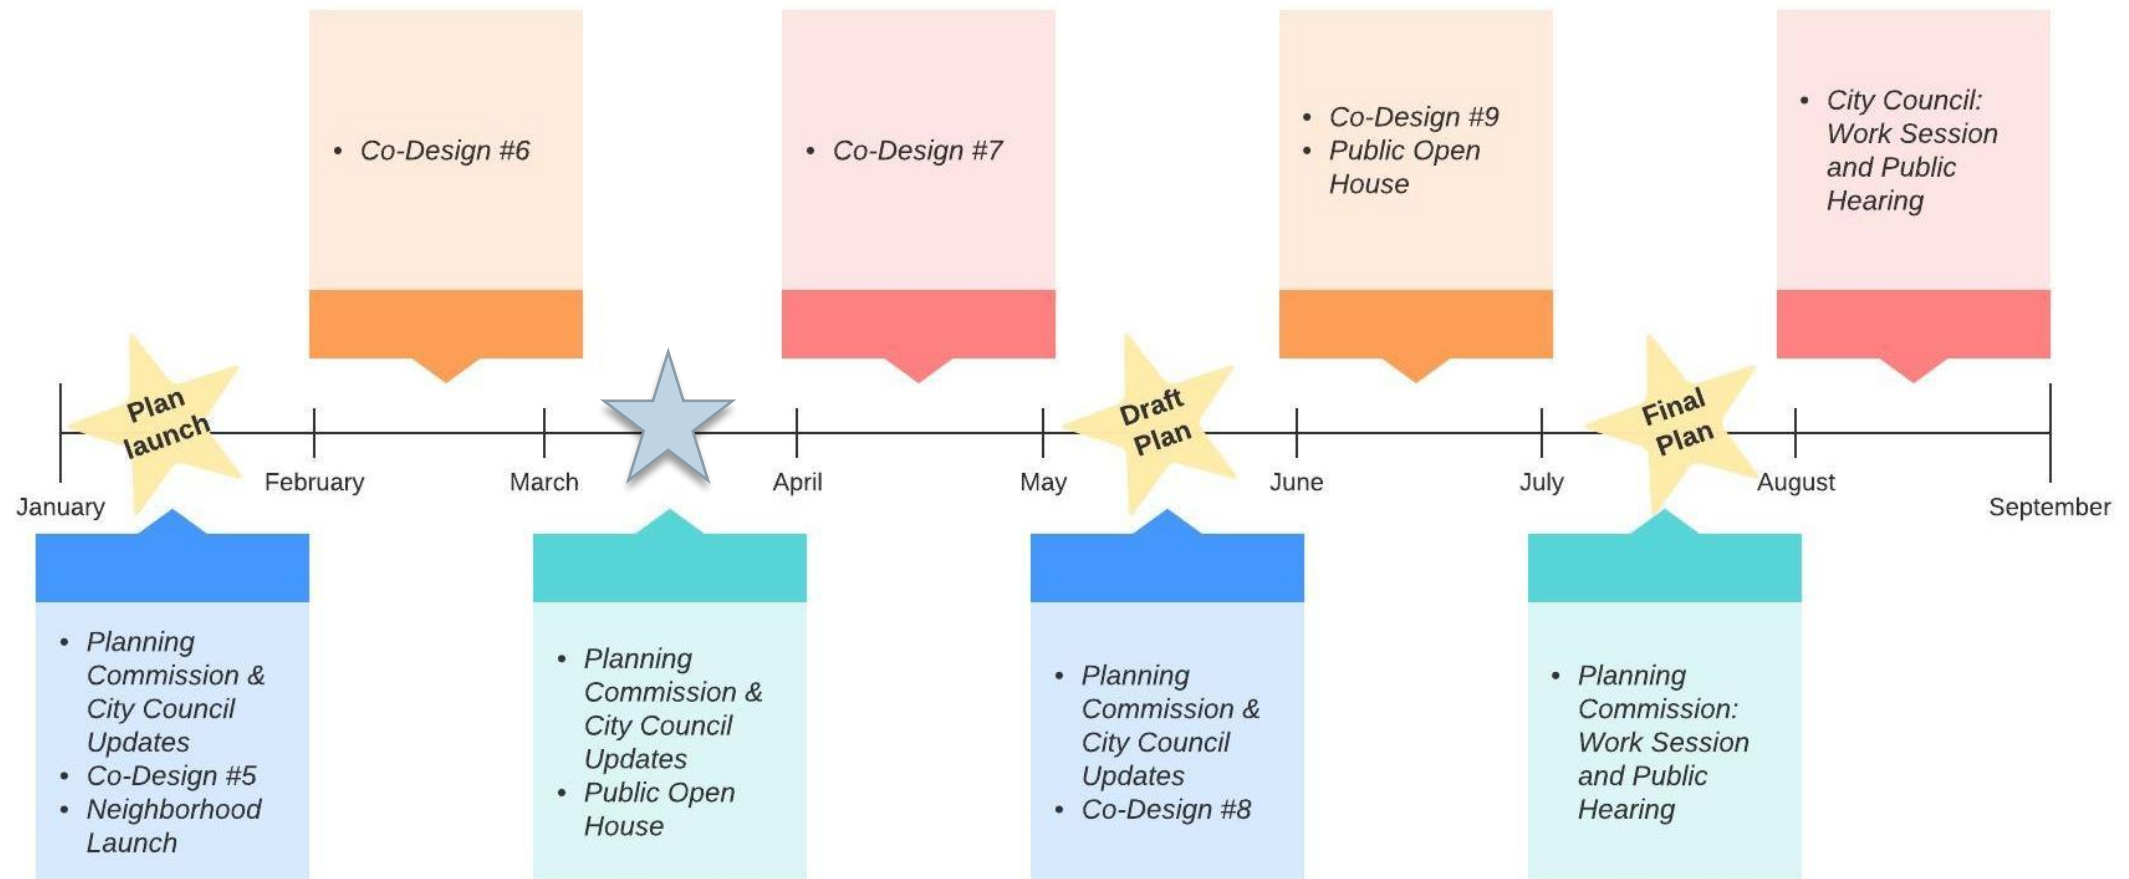 • Co-Design #6
• Co-Design #7
• Co-Design #9
• Public Open
House
• City Council:
Work Session
and Public
Hearing
Plan
launch
Draft
Plan
Final
Plan
January
February
March
April
May
June
July
August
September
• Planning
Commission &
City Council
Updates
• Co-Design #5
• Neighborhood
Launch
• Planning
Commission &
City Council
Updates
• Public Open
House
• Planning
Commission &
City Council
Updates
• Co-Design #8
• Planning
Commission:
Work Session
and Public
Hearing